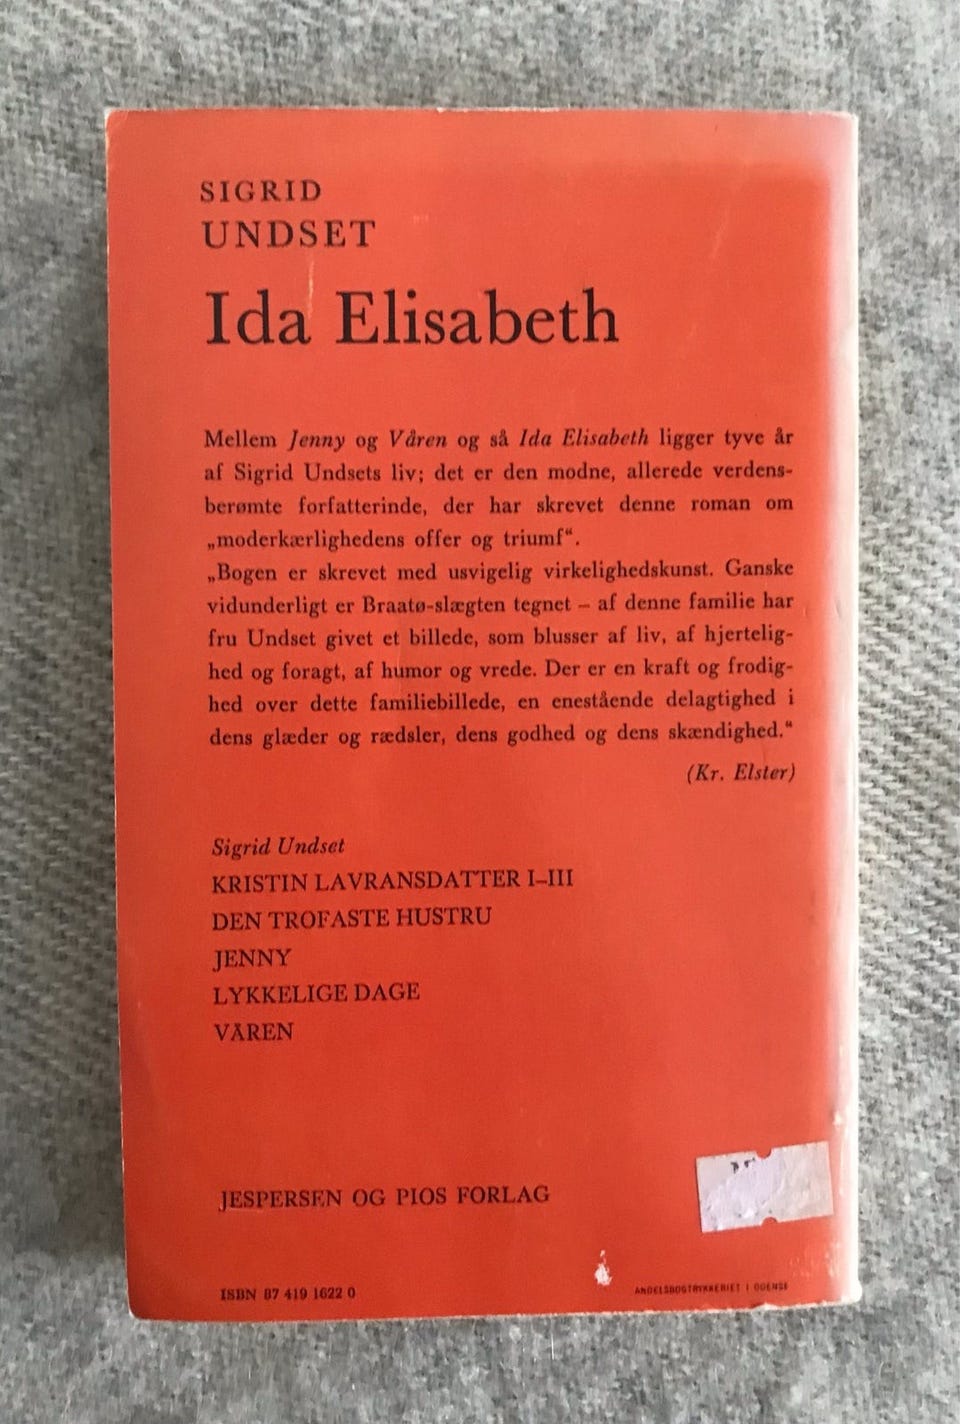 SIGRID
UNDSET
Ida Elisabeth
Mellem Jenny og Våren og så Ida Elisabeth ligger tyve år
af Sigrid Undsets liv; det er den modne, allerede verdens-
berømte forfatterinde, der har skrevet denne roman om
„moderkærlighedens offer og triumf“.
„Bogen er skrevet med usvigelig virkelighedskunst. Ganske
vidunderligt er Braatø-slægten tegnet – af denne familie har
fru Undset givet et billede, som blusser af liv, af hjertelig-
hed og foragt, af humor og vrede. Der er en kraft og frodig-
hed over dette familiebillede, en enestående delagtighed i
dens glæder og rædsler, dens godhed og dens skændighed.“
(Kr. Elster)
Sigrid Undset
KRISTIN LAVRANSDATTER I–III
DEN TROFASTE HUSTRU
JENNY
LYKKELIGE DAGE
VÅREN
JESPERSEN OG PIOS FORLAG
ISBN 87 419 1622 0
ANDELSBOGTRYKKERIET I ODENSE